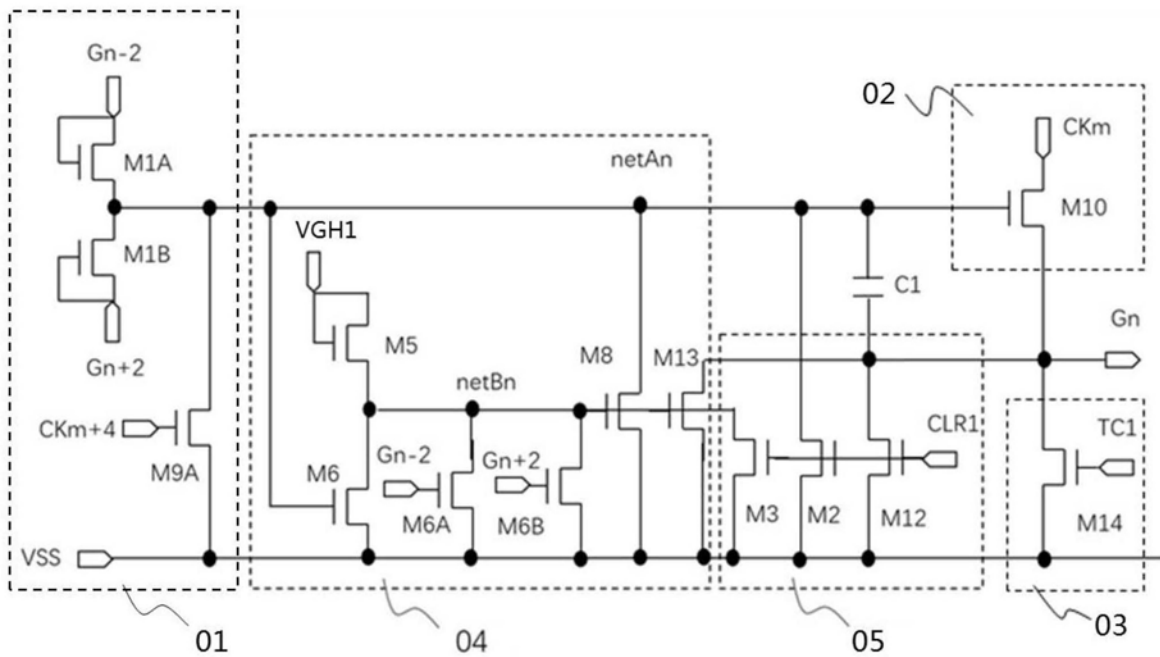 Gn-2
M1A
M1B
Gn+2
CKm+4
M9A
VSS
01
netAn
VGH1
M5
netBn
M8
M13
Gn-2
Gn+2
M6
M6A
M6B
04
C1
CLR1
M3
M2
M12
05
02
CKm
M10
Gn
TC1
M14
03